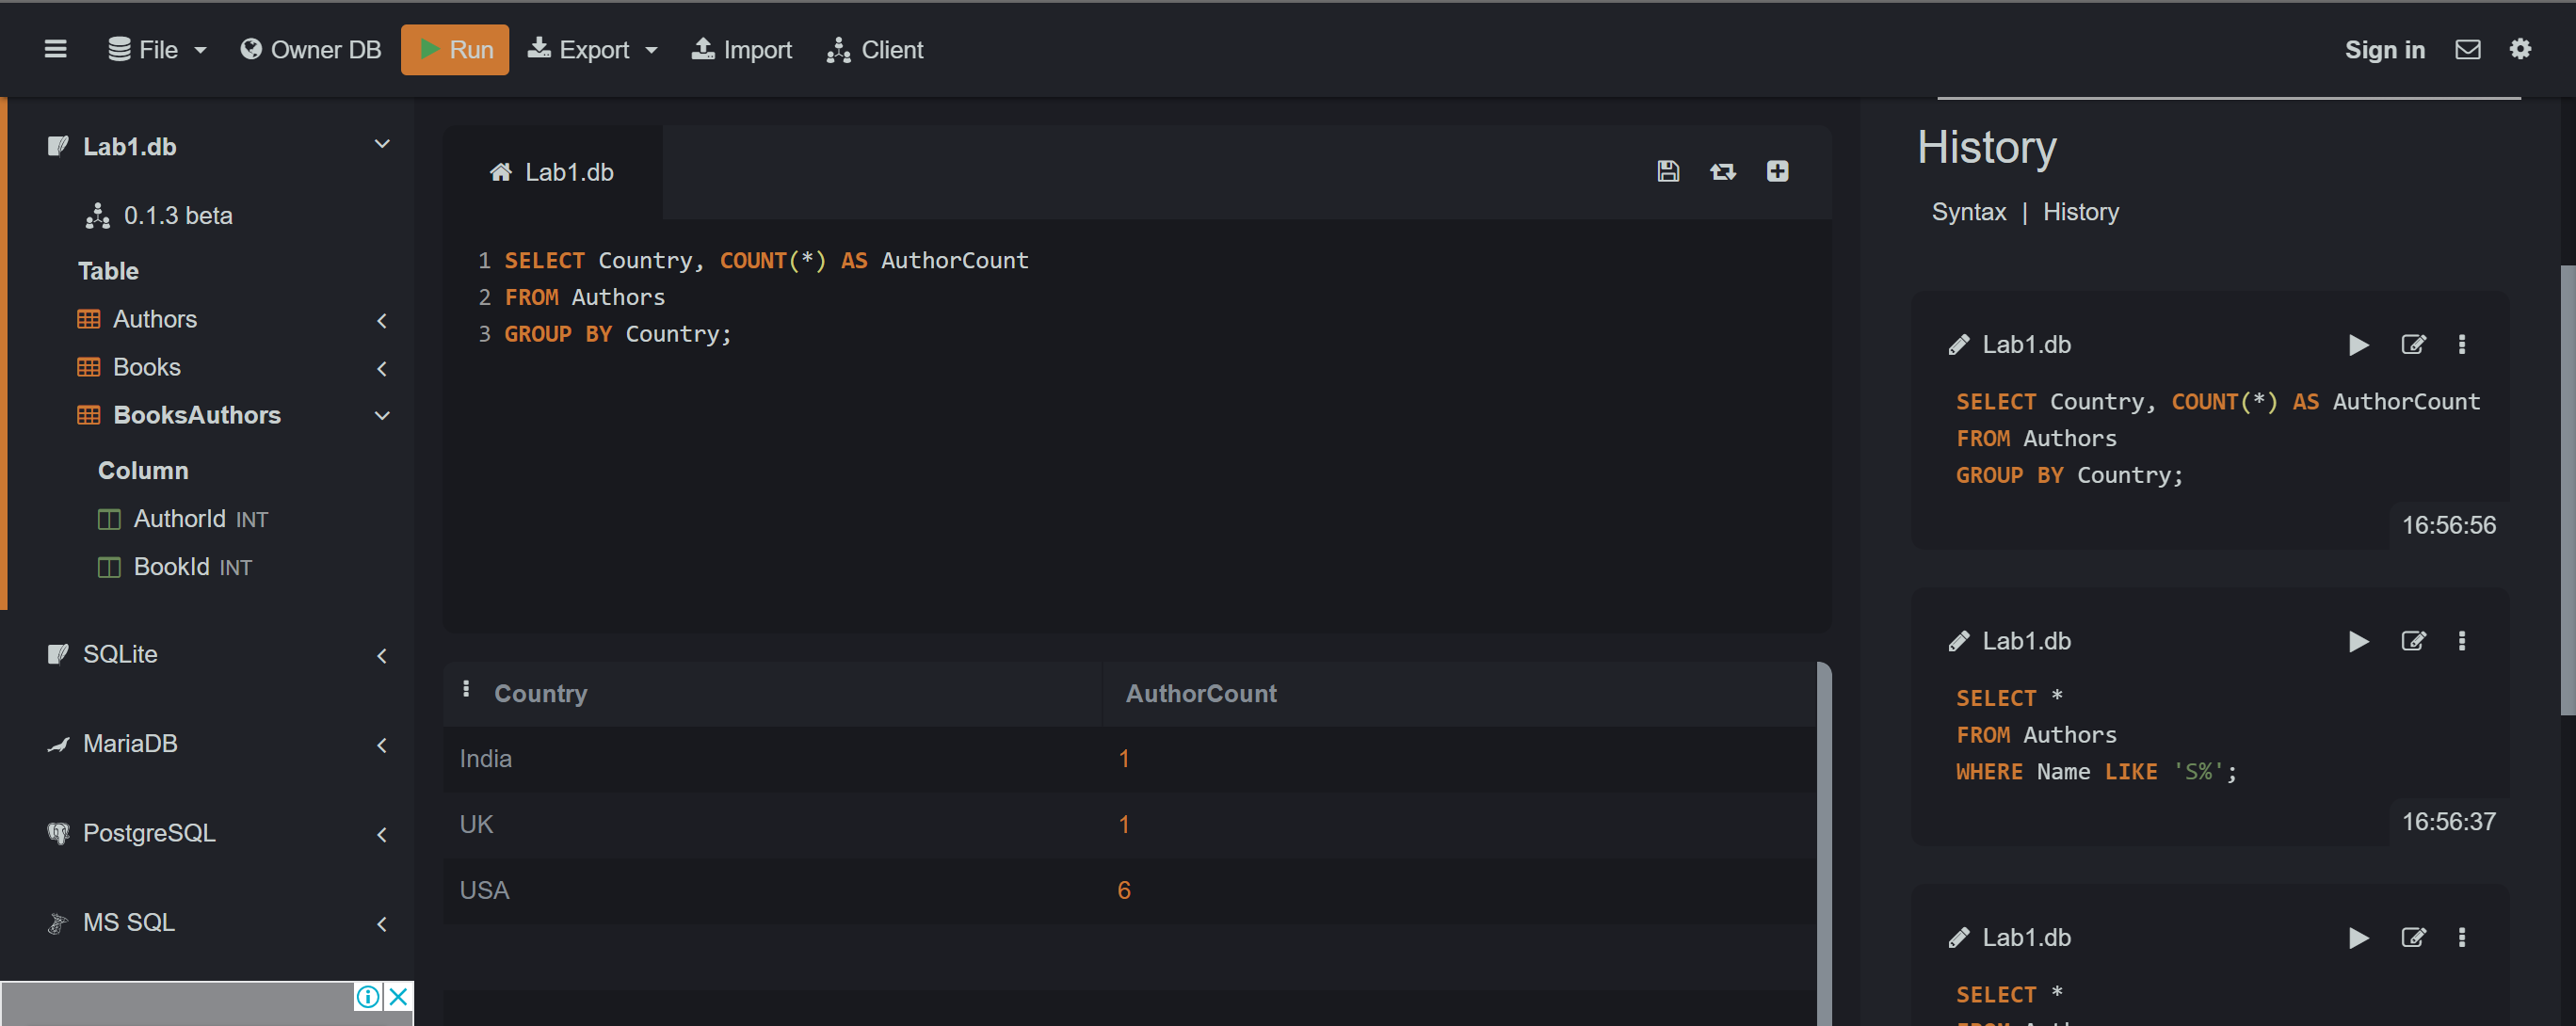 File
Owner DB
Run
Export
Import
Client
Sign in
Lab1.db
0.1.3 beta
Table
Authors
Books
BooksAuthors
Column
AuthorId INT
BookId INT
SQLite
MariaDB
PostgreSQL
MS SQL
Lab1.db
1 SELECT Country, COUNT(*) AS AuthorCount
2 FROM Authors
3 GROUP BY Country;
Country AuthorCount
India 1
UK 1
USA 6
History
Syntax | History
Lab1.db
SELECT Country, COUNT(*) AS AuthorCount
FROM Authors
GROUP BY Country;
16:56:56
Lab1.db
SELECT *
FROM Authors
WHERE Name LIKE 'S%';
16:56:37
Lab1.db
SELECT *